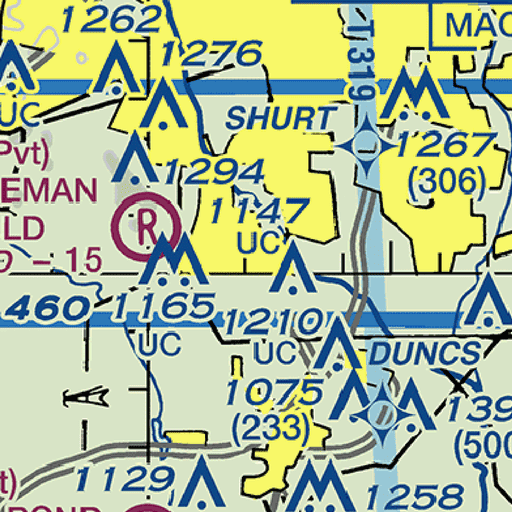 1262
MAC
1276
T319
UC
SHURT
Pvt)
1267
1294
(306)
EMAN
1147
LD
R
UC
- 15
460
1165
1210
UC
UC
DUNCS
1075
139
(233)
(500
1129
t)
1258